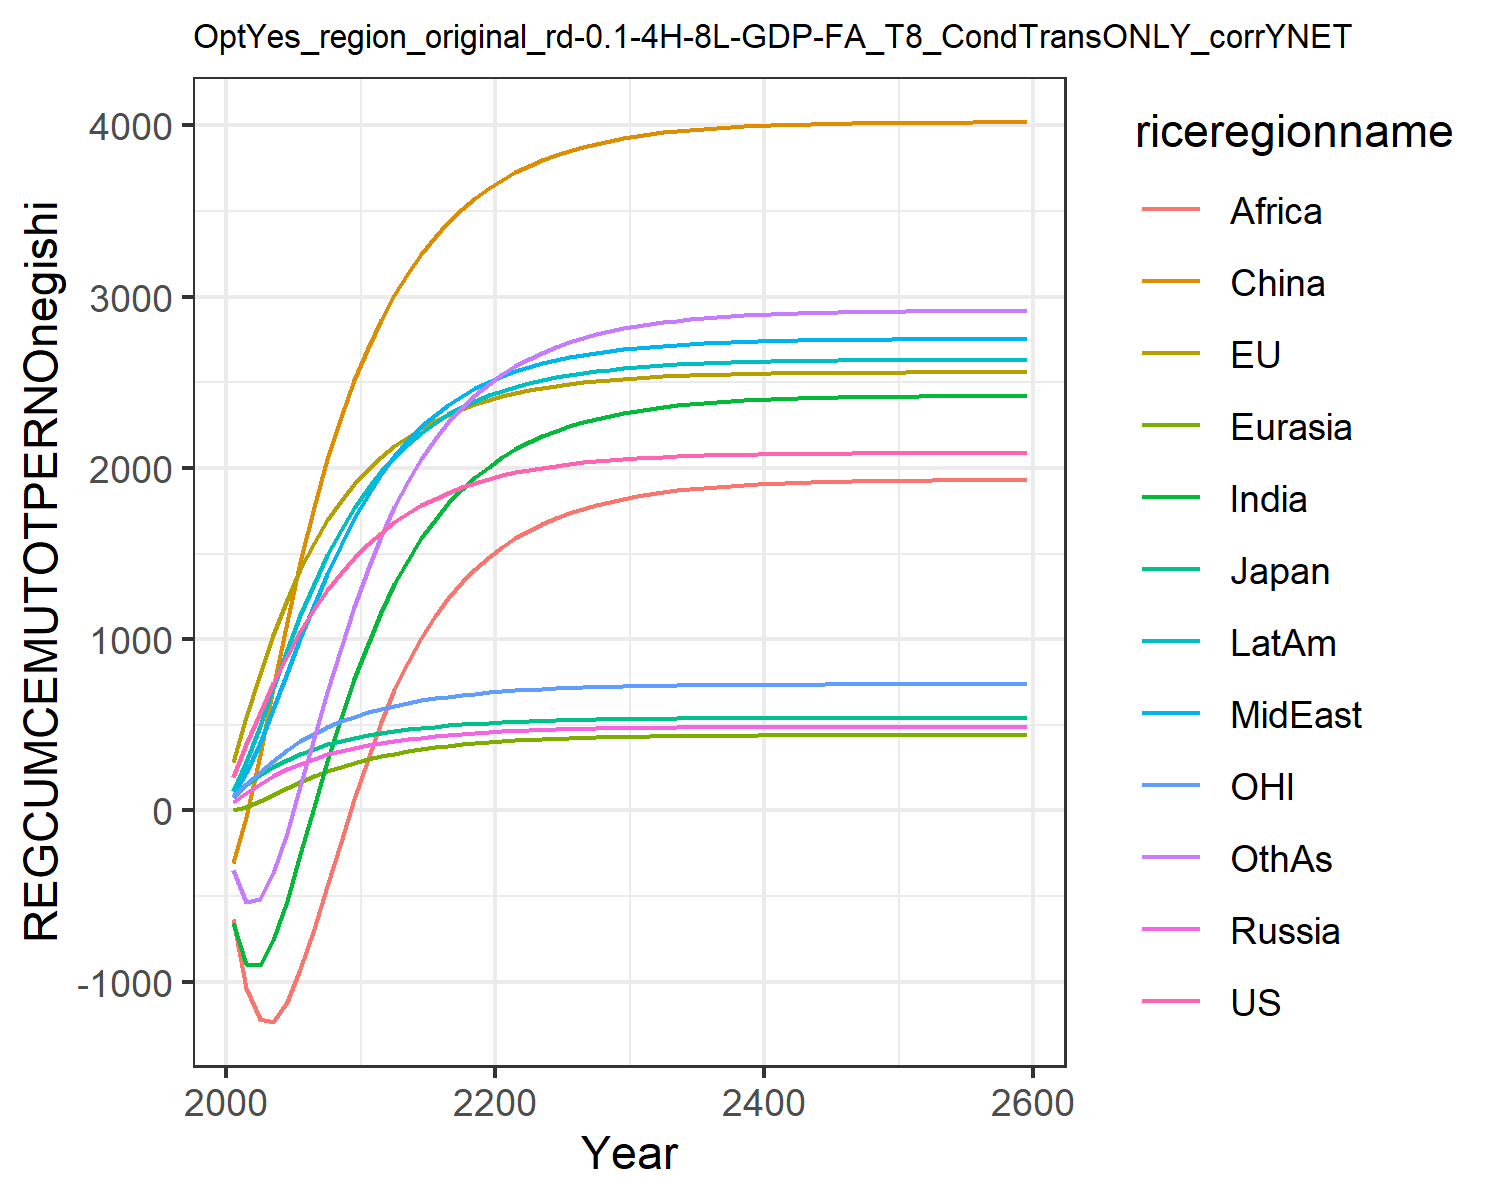 OptYes_region_original_rd-0.1-4H-8L-GDP-FA_T8_CondTransONLY_corrYNET
REGCUMCEMUTOTPERNOnegishi
4000
3000
2000
1000
0
-1000
2000
2200
2400
2600
Year
riceregionname
Africa
China
EU
Eurasia
India
Japan
LatAm
MidEast
OHI
OthAs
Russia
US